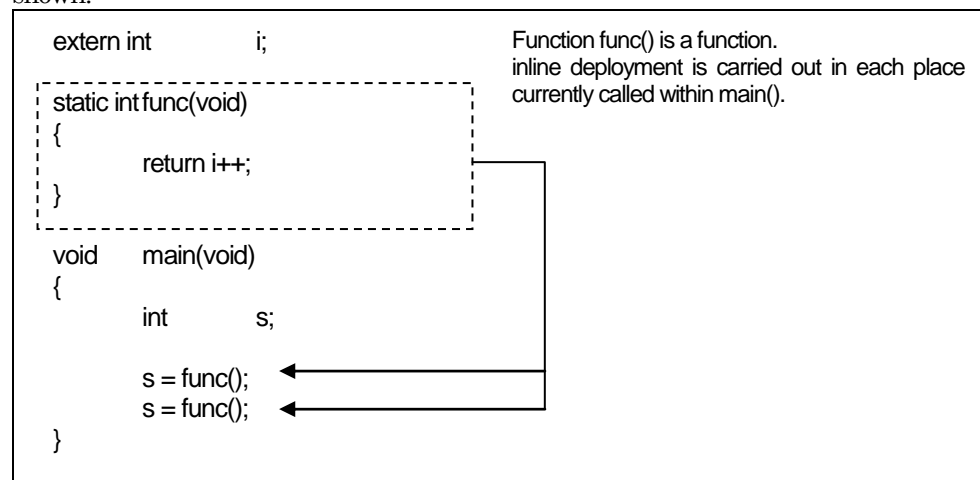 shown.
extern int i;
static int func(void)
{
return i++;
}
void main(void)
{
int s;
s = func();
s = func();
}
Function func() is a function.
inline deployment is carried out in each place
currently called within main().